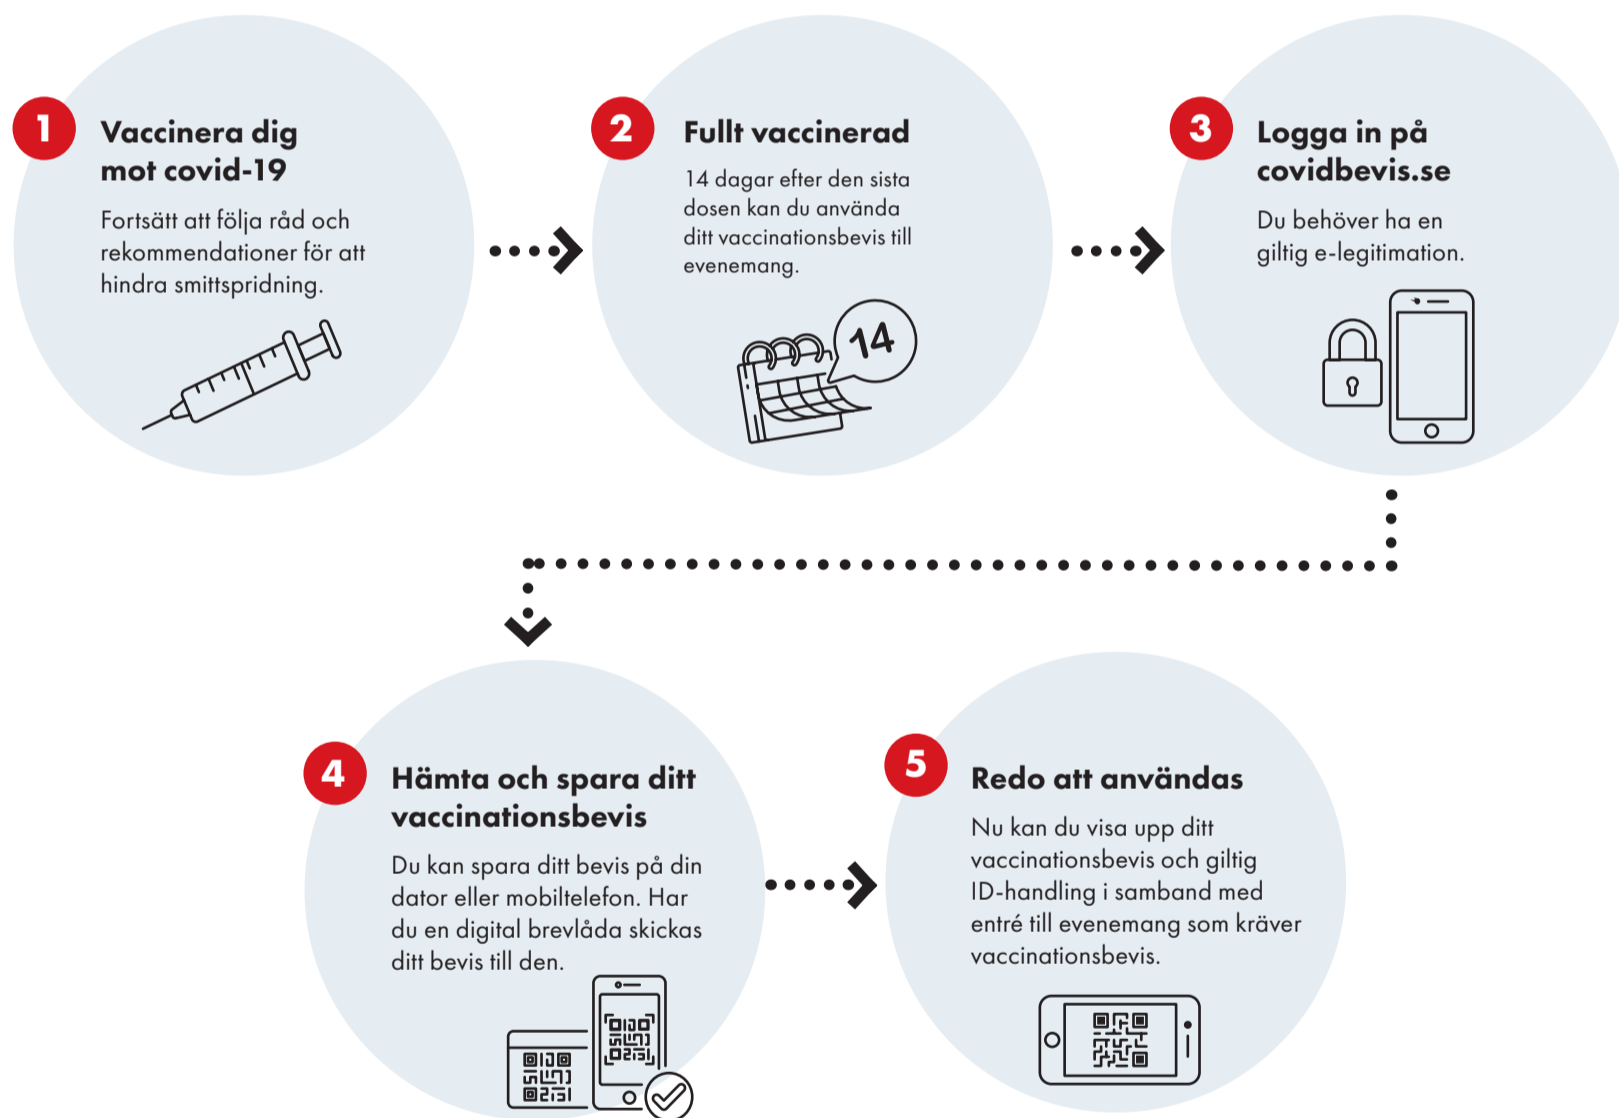 1
Vaccinera dig
mot covid-19
Fortsätt att följa råd och
rekommendationer för att
hindra smittspridning.
2
Fullt vaccinerad
14 dagar efter den sista
dosen kan du använda
ditt vaccinationsbevis till
evenemang.
14
3
Logga in på
covidbevis.se
Du behöver ha en
giltig e-legitimation.
4
Hämta och spara ditt
vaccinationsbevis
Du kan spara ditt bevis på din
dator eller mobiltelefon. Har
du en digital brevlåda skickas
ditt bevis till den.
5
Redo att användas
Nu kan du visa upp ditt
vaccinationsbevis och giltig
ID-handling i samband med
entré till evenemang som kräver
vaccinationsbevis.